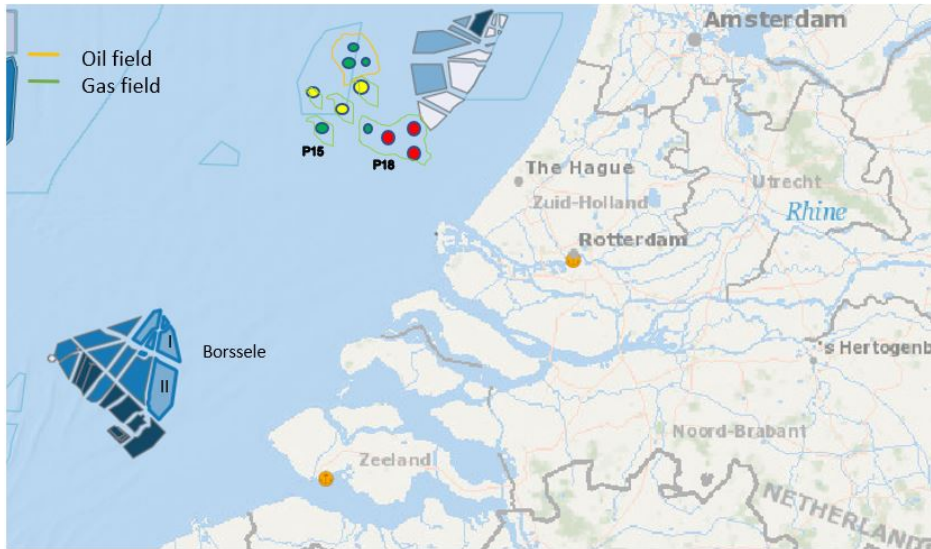 Amsterdam
Oil field
Gas field
P15
P18
The Hague
Utrecht
Zuid-Holland
Rhine
Rotterdam
I
Borssele
's Hertogenb
II
Noord-Brabant
Zeeland
NETHERLAND